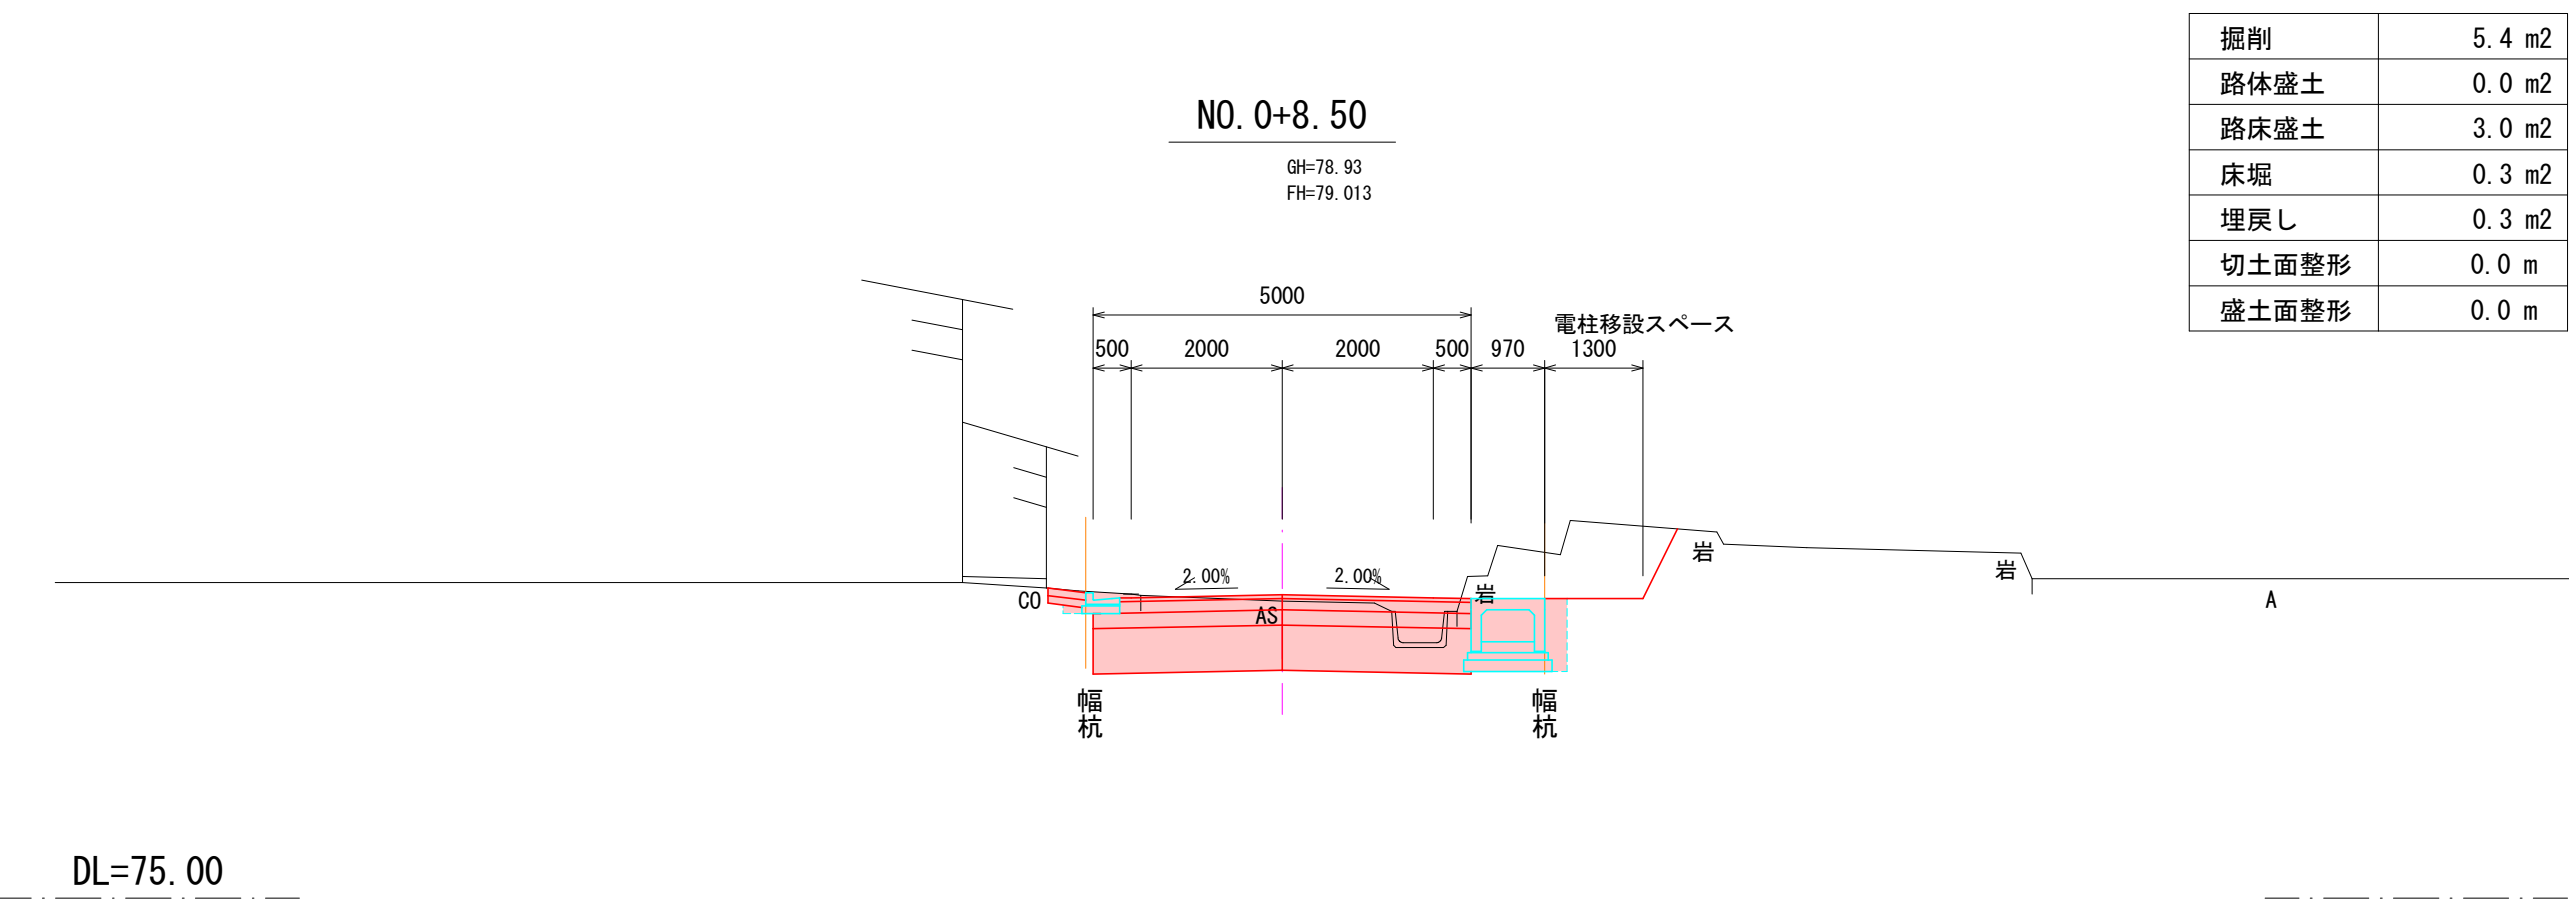 掘削 5.4 m2
路体盛土 0.0 m2
路床盛土 3.0 m2
床堀 0.3 m2
埋戻し 0.3 m2
切土面整形 0.0 m
盛土面整形 0.0 m
NO.0+8.50
GH=78.93
FH=79.013
5000
電柱移設スペース
500 2000 2000 500 970 1300
2.00% 2.00%
岩
岩
岩
CO
AS
A
幅杭
幅杭
DL=75.00